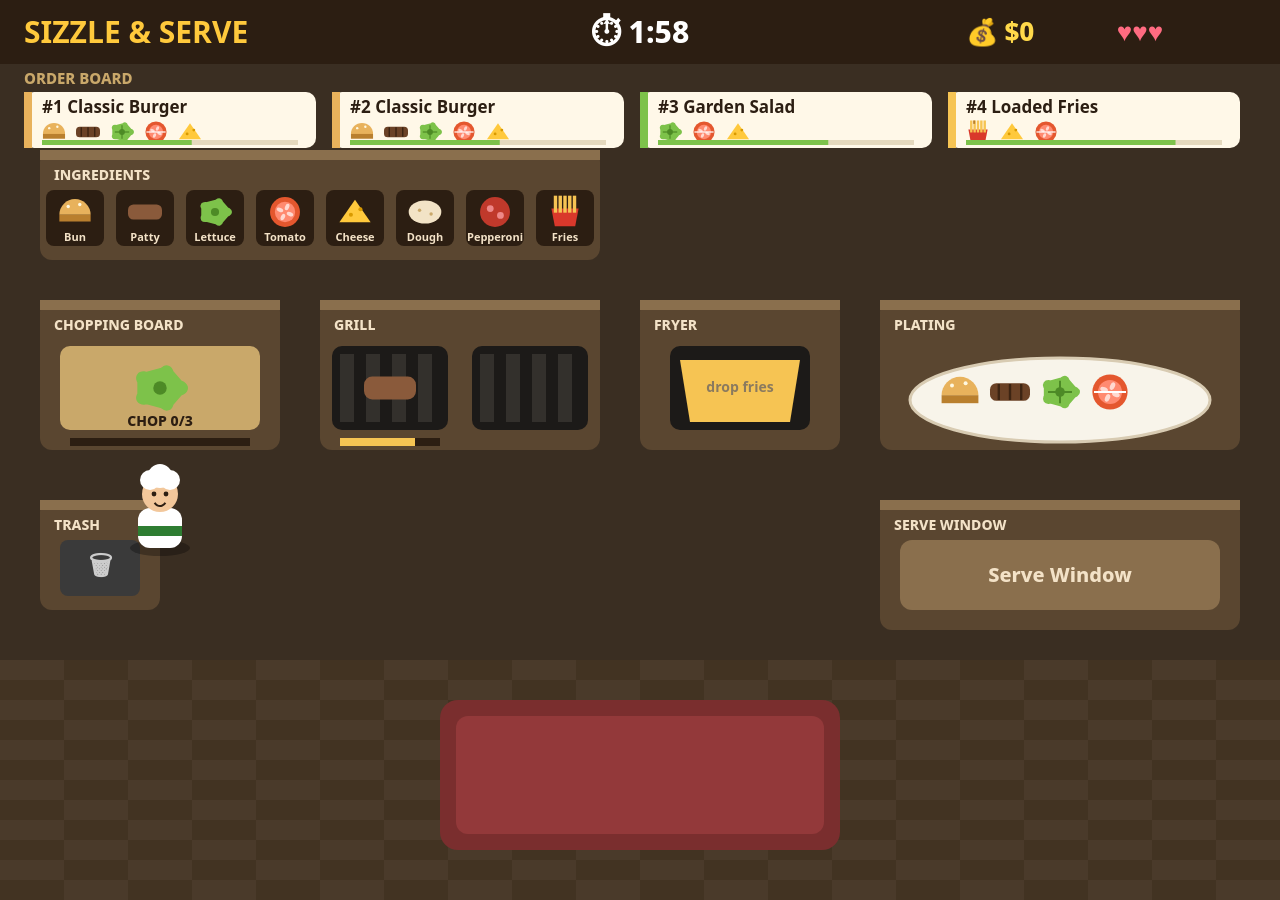 SIZZLE & SERVE
⏱ 1:58
💰 $0
♥♥♥
ORDER BOARD
#1 Classic Burger
#2 Classic Burger
#3 Garden Salad
#4 Loaded Fries
INGREDIENTS
Bun
Patty
Lettuce
Tomato
Cheese
Dough
Pepperoni
Fries
CHOPPING BOARD
CHOP 0/3
GRILL
FRYER
drop fries
PLATING
TRASH
SERVE WINDOW
Serve Window